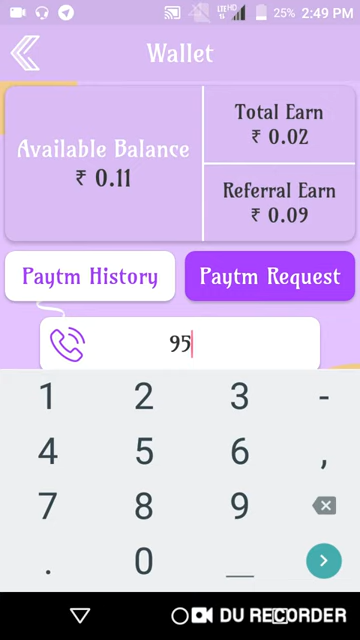 25% 2:49 PM
Wallet
Available Balance
₹ 0.11
Total Earn
₹ 0.02
Referral Earn
₹ 0.09
Paytm History
Paytm Request
95
1 2 3 -
4 5 6 ,
7 8 9
. 0 _
DU RECORDER